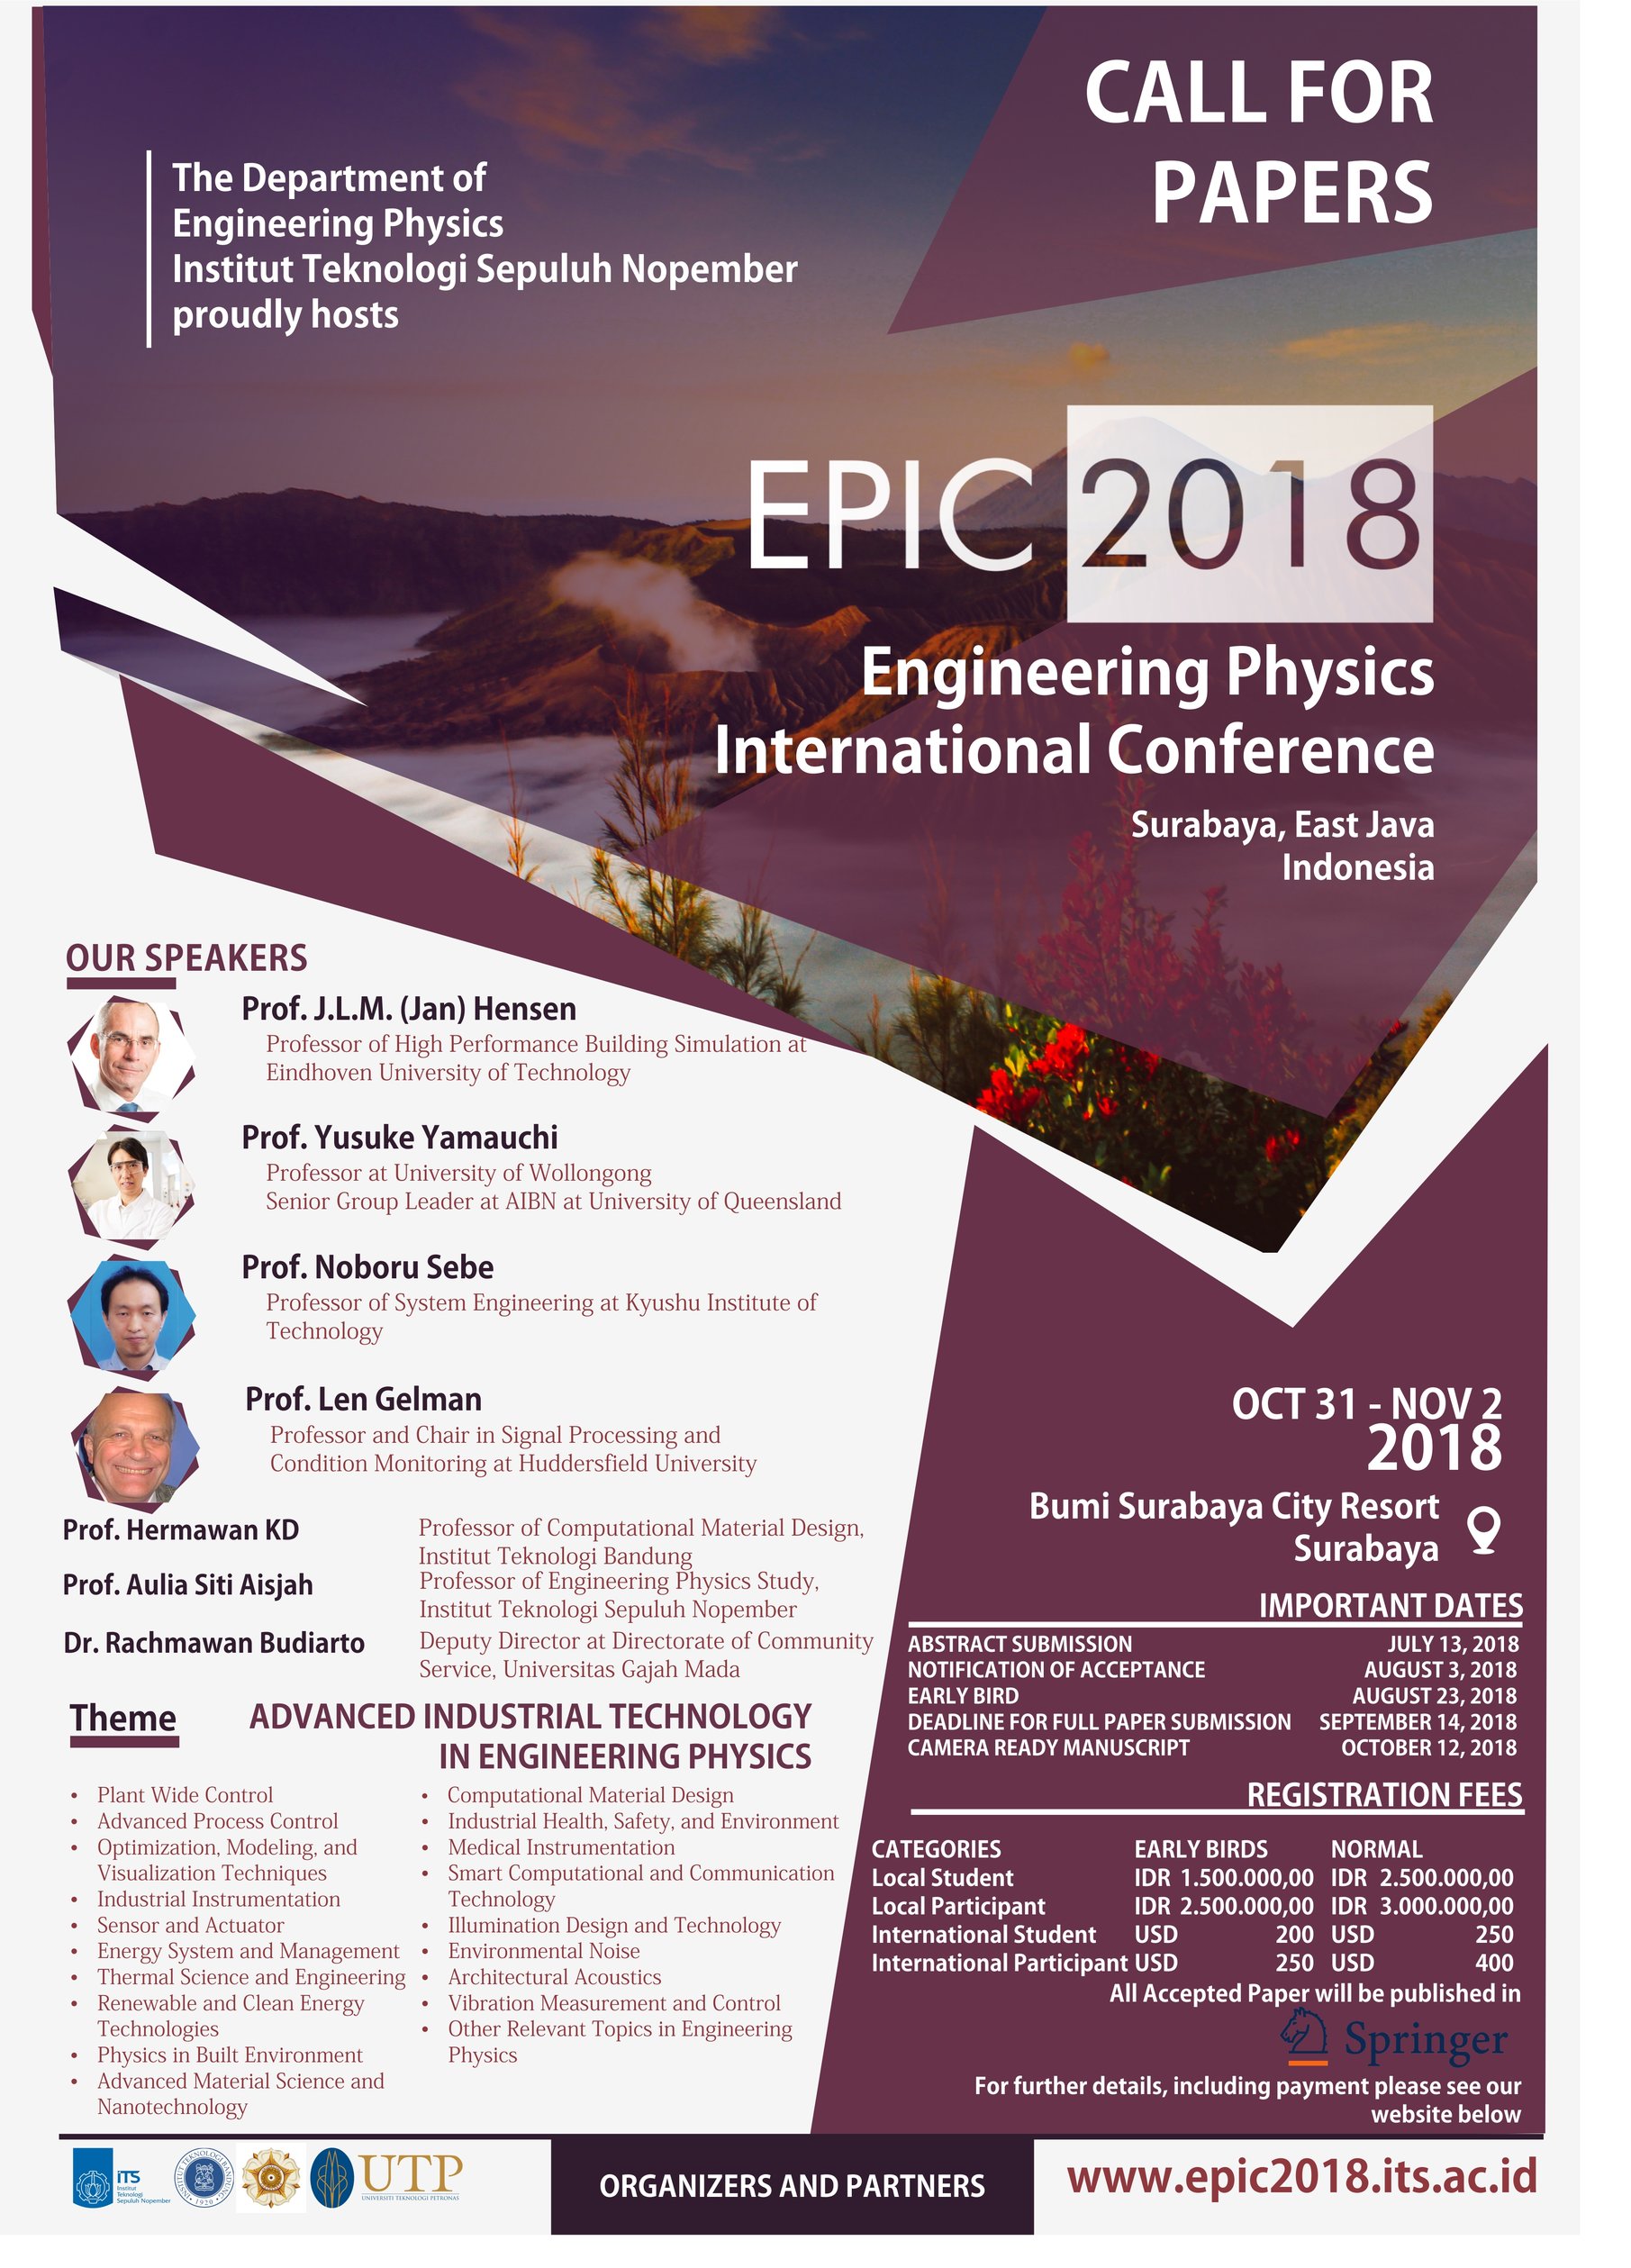 CALL FOR
PAPERS
The Department of
Engineering Physics
Institut Teknologi Sepuluh Nopember
proudly hosts
EPIC 2018
Engineering Physics
International Conference
Surabaya, East Java
Indonesia
OUR SPEAKERS
Prof. J.L.M. (Jan) Hensen
Professor of High Performance Building Simulation at
Eindhoven University of Technology
Prof. Yusuke Yamauchi
Professor at University of Wollongong
Senior Group Leader at AIBN at University of Queensland
Prof. Noboru Sebe
Professor of System Engineering at Kyushu Institute of
Technology
Prof. Len Gelman
Professor and Chair in Signal Processing and
Condition Monitoring at Huddersfield University
Prof. Hermawan KD
Professor of Computational Material Design,
Institut Teknologi Bandung
Prof. Aulia Siti Aisjah
Professor of Engineering Physics Study,
Institut Teknologi Sepuluh Nopember
Dr. Rachmawan Budiarto
Deputy Director at Directorate of Community
Service, Universitas Gajah Mada
Theme
ADVANCED INDUSTRIAL TECHNOLOGY
IN ENGINEERING PHYSICS
• Plant Wide Control
• Advanced Process Control
• Optimization, Modeling, and
Visualization Techniques
• Industrial Instrumentation
• Sensor and Actuator
• Energy System and Management
• Thermal Science and Engineering
• Renewable and Clean Energy
Technologies
• Physics in Built Environment
• Advanced Material Science and
Nanotechnology
• Computational Material Design
• Industrial Health, Safety, and Environment
• Medical Instrumentation
• Smart Computational and Communication
Technology
• Illumination Design and Technology
• Environmental Noise
• Architectural Acoustics
• Vibration Measurement and Control
• Other Relevant Topics in Engineering
Physics
OCT 31 - NOV 2
2018
Bumi Surabaya City Resort
Surabaya
IMPORTANT DATES
ABSTRACT SUBMISSION JULY 13, 2018
NOTIFICATION OF ACCEPTANCE AUGUST 3, 2018
EARLY BIRD AUGUST 23, 2018
DEADLINE FOR FULL PAPER SUBMISSION SEPTEMBER 14, 2018
CAMERA READY MANUSCRIPT OCTOBER 12, 2018
REGISTRATION FEES
CATEGORIES EARLY BIRDS NORMAL
Local Student IDR 1.500.000,00 IDR 2.500.000,00
Local Participant IDR 2.500.000,00 IDR 3.000.000,00
International Student USD 200 USD 250
International Participant USD 250 USD 400
All Accepted Paper will be published in
Springer
For further details, including payment please see our
website below
iTS
Institut
Teknologi
Sepuluh Nopember
INSTITUT TEKNOLOGI BANDUNG
1920
UTP
UNIVERSITI TEKNOLOGI PETRONAS
ORGANIZERS AND PARTNERS
www.epic2018.its.ac.id